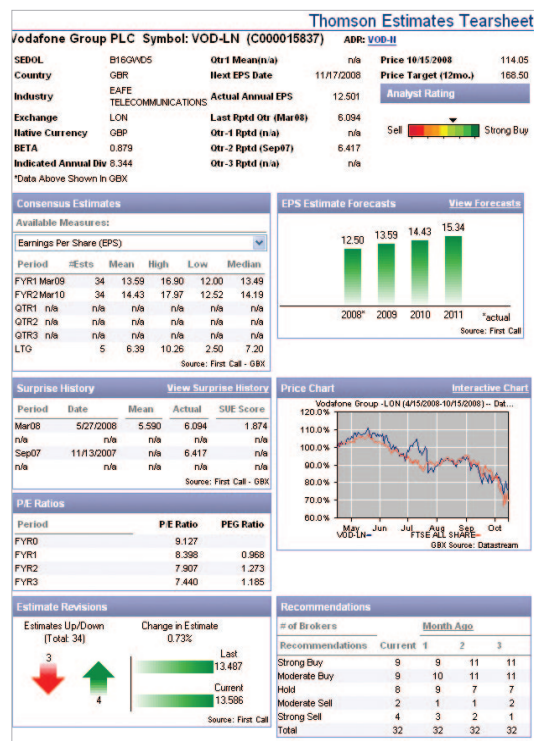 Thomson Estimates Tearsheet
Vodafone Group PLC Symbol: VOD-LN (C000015837) ADR: VOD-N
SEDOL B16GWD5 Qtr1 Mean(n/a) n/a Price 10/15/2008 114.05
Country GBR Next EPS Date 11/17/2008 Price Target (12mo.) 168.50
Industry EAFE TELECOMMUNICATIONS Actual Annual EPS 12.501 Analyst Rating
Exchange LON Last Rptd Qtr (Mar08) 6.094
Native Currency GBP Qtr-1 Rptd (n/a) n/a Sell Strong Buy
BETA 0.879 Qtr-2 Rptd (Sep07) 6.417
Indicated Annual Div 8.344 Qtr-3 Rptd (n/a) n/a
*Data Above Shown In GBX
Consensus Estimates
Available Measures:
Earnings Per Share (EPS)
Period #Ests Mean High Low Median
FYR1 Mar09 34 13.59 16.90 12.00 13.49
FYR2 Mar10 34 14.43 17.97 12.52 14.19
QTR1 n/a n/a n/a n/a n/a n/a
QTR2 n/a n/a n/a n/a n/a n/a
QTR3 n/a n/a n/a n/a n/a n/a
LTG 5 6.39 10.26 2.50 7.20
Source: First Call - GBX
EPS Estimate Forecasts View Forecasts
12.50 13.59 14.43 15.34
2008* 2009 2010 2011 *actual
Source: First Call
Surprise History View Surprise History
Period Date Mean Actual SUE Score
Mar08 5/27/2008 5.590 6.094 1.874
n/a n/a n/a n/a n/a
Sep07 11/13/2007 n/a 6.417 n/a
n/a n/a n/a n/a n/a
Source: First Call - GBX
Price Chart Interactive Chart
Vodafone Group -LON (4/15/2008-10/15/2008) -- Dat...
120.0%
110.0%
100.0%
90.0%
80.0%
70.0%
60.0%
May Jun Jul Aug Sep Oct
VOD-LN FTSE ALL SHARE
GBX Source: Datastream
P/E Ratios
Period P/E Ratio PEG Ratio
FYR0 9.127
FYR1 8.398 0.968
FYR2 7.907 1.273
FYR3 7.440 1.185
Estimate Revisions
Estimates Up/Down (Total: 34)
3
4
Change in Estimate
0.73%
Last
13.487
Current
13.586
Source: First Call
Recommendations
# of Brokers Month Ago
Recommendations Current 1 2 3
Strong Buy 9 9 11 11
Moderate Buy 9 10 11 11
Hold 8 9 7 7
Moderate Sell 2 1 1 2
Strong Sell 4 3 2 1
Total 32 32 32 32